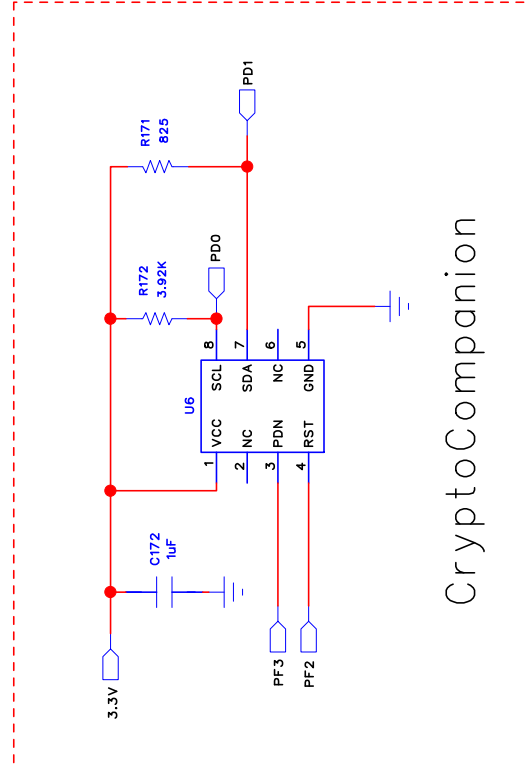 3.3V
C172
1uF
R172
3.92K
R171
825
PD0
PD1
U6
1
VCC
2
NC
3
PDN
4
RST
8
SCL
7
SDA
6
NC
5
GND
PF3
PF2
CryptoCompanion